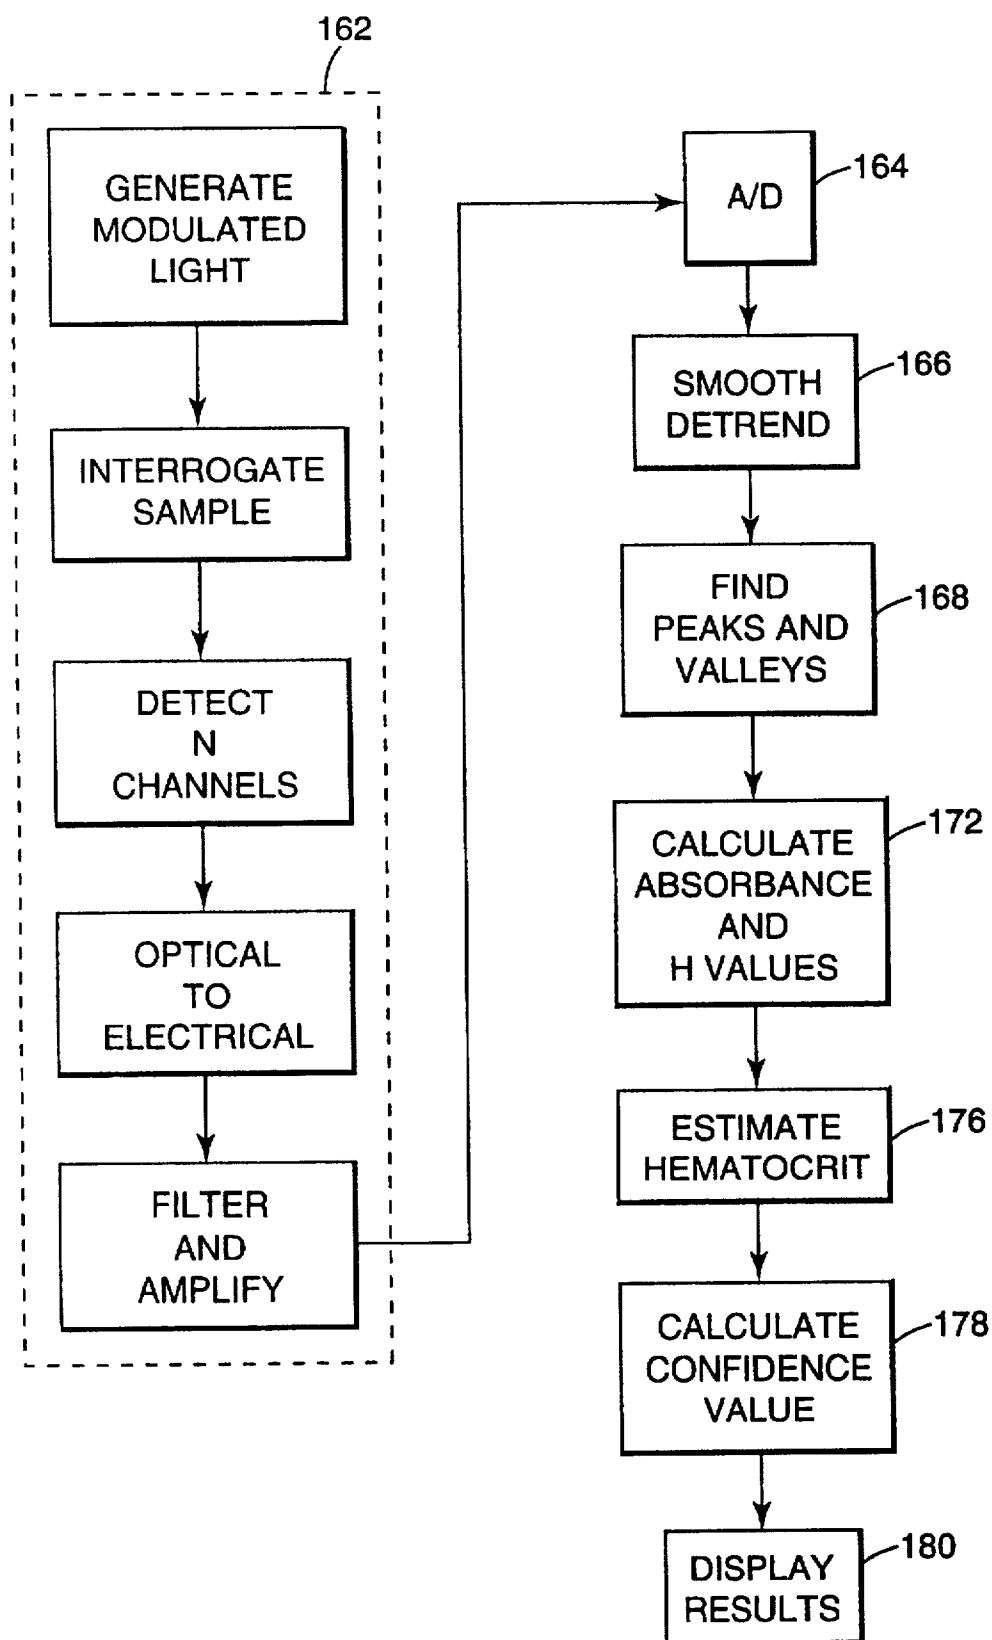 162
GENERATE
MODULATED
LIGHT
INTERROGATE
SAMPLE
DETECT
N
CHANNELS
OPTICAL
TO
ELECTRICAL
FILTER
AND
AMPLIFY
A/D
164
SMOOTH
DETREND
166
FIND
PEAKS AND
VALLEYS
168
CALCULATE
ABSORBANCE
AND
H VALUES
172
ESTIMATE
HEMATOCRIT
176
CALCULATE
CONFIDENCE
VALUE
178
DISPLAY
RESULTS
180